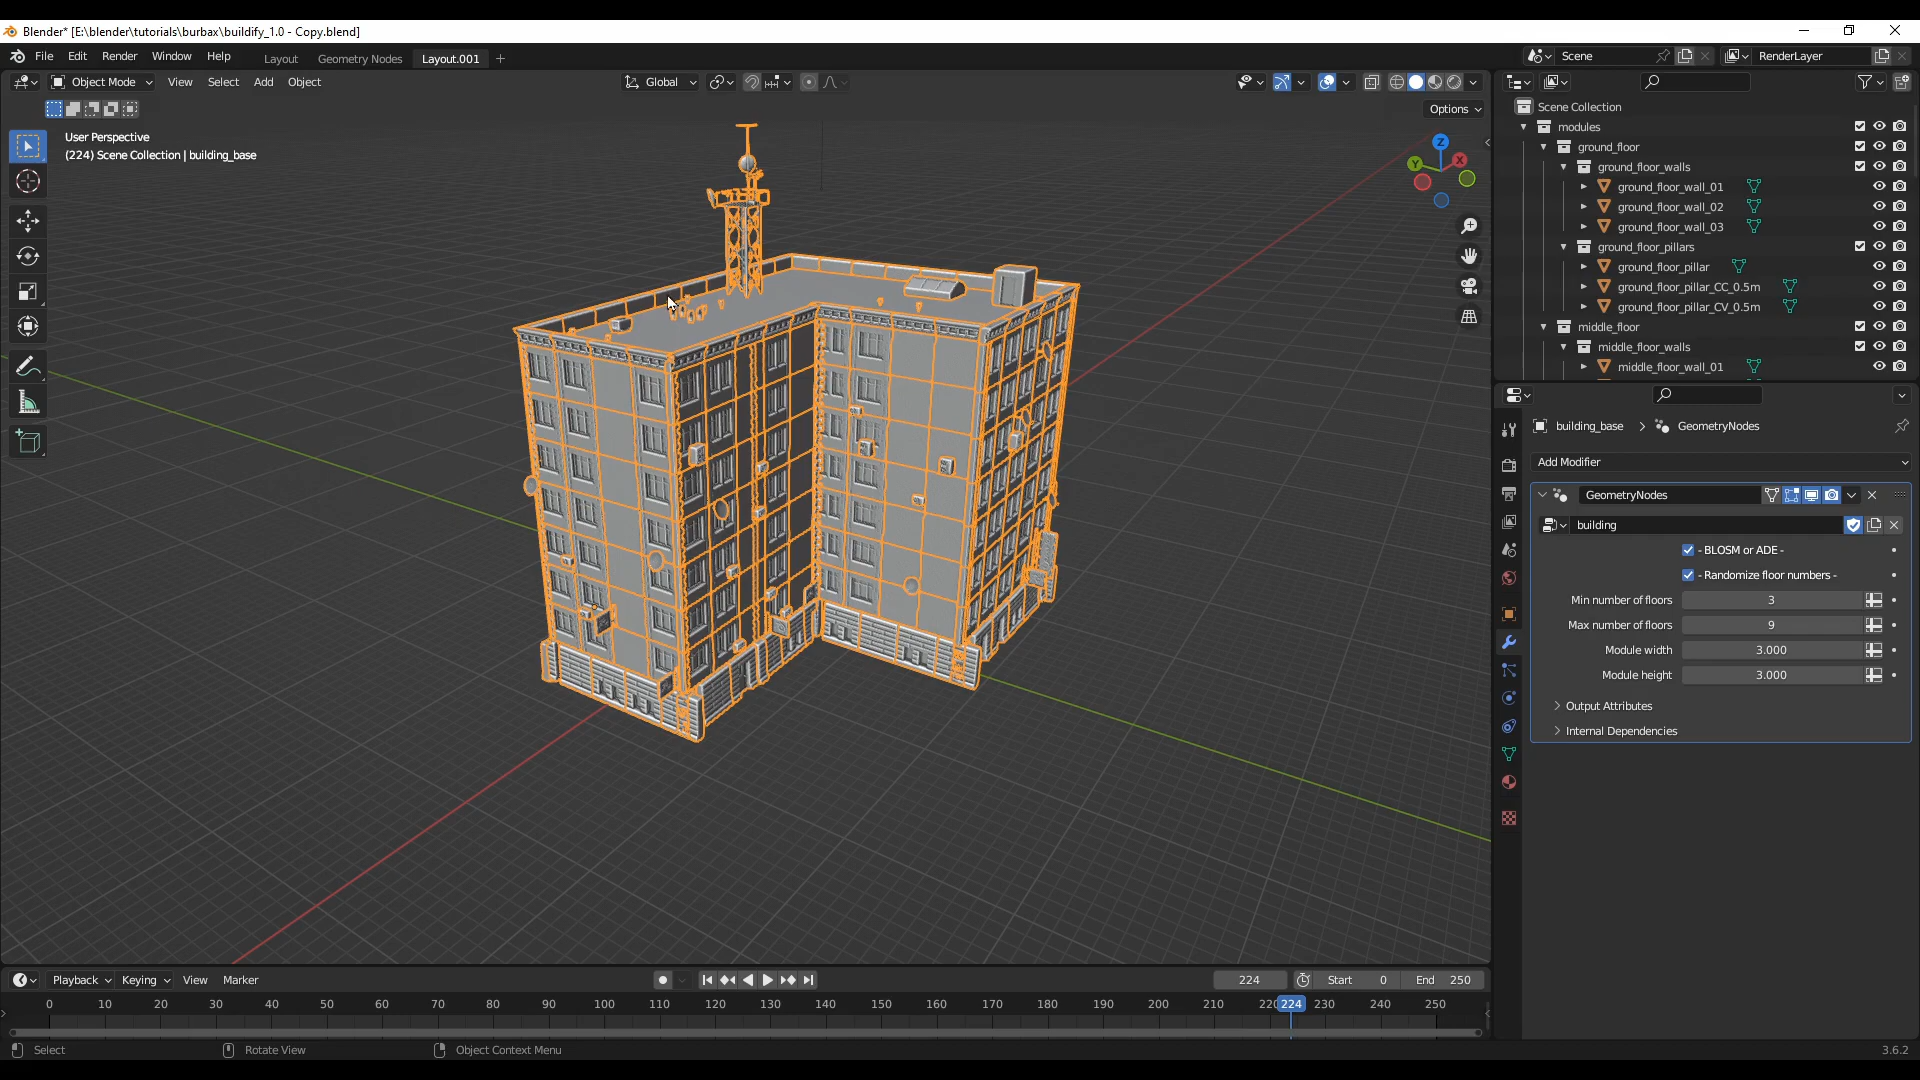 Blender* [E:\blender\tutorials\burbax\buildify_1.0 - Copy.blend]
File Edit Render Window Help Layout Geometry Nodes Layout.001 + Scene RenderLayer
Object Mode View Select Add Object Global
Options
User Perspective
(224) Scene Collection | building_base
Z
Y
X
Scene Collection
modules
ground_floor
ground_floor_walls
ground_floor_wall_01
ground_floor_wall_02
ground_floor_wall_03
ground_floor_pillars
ground_floor_pillar
ground_floor_pillar_CC_0.5m
ground_floor_pillar_CV_0.5m
middle_floor
middle_floor_walls
middle_floor_wall_01
building_base > GeometryNodes
Add Modifier
GeometryNodes
building
- BLOSM or ADE -
- Randomize floor numbers -
Min number of floors 3
Max number of floors 9
Module width 3.000
Module height 3.000
Output Attributes
Internal Dependencies
Playback Keying View Marker 224 Start 0 End 250
0 10 20 30 40 50 60 70 80 90 100 110 120 130 140 150 160 170 180 190 200 210 220 224 230 240 250
Select Rotate View Object Context Menu 3.6.2